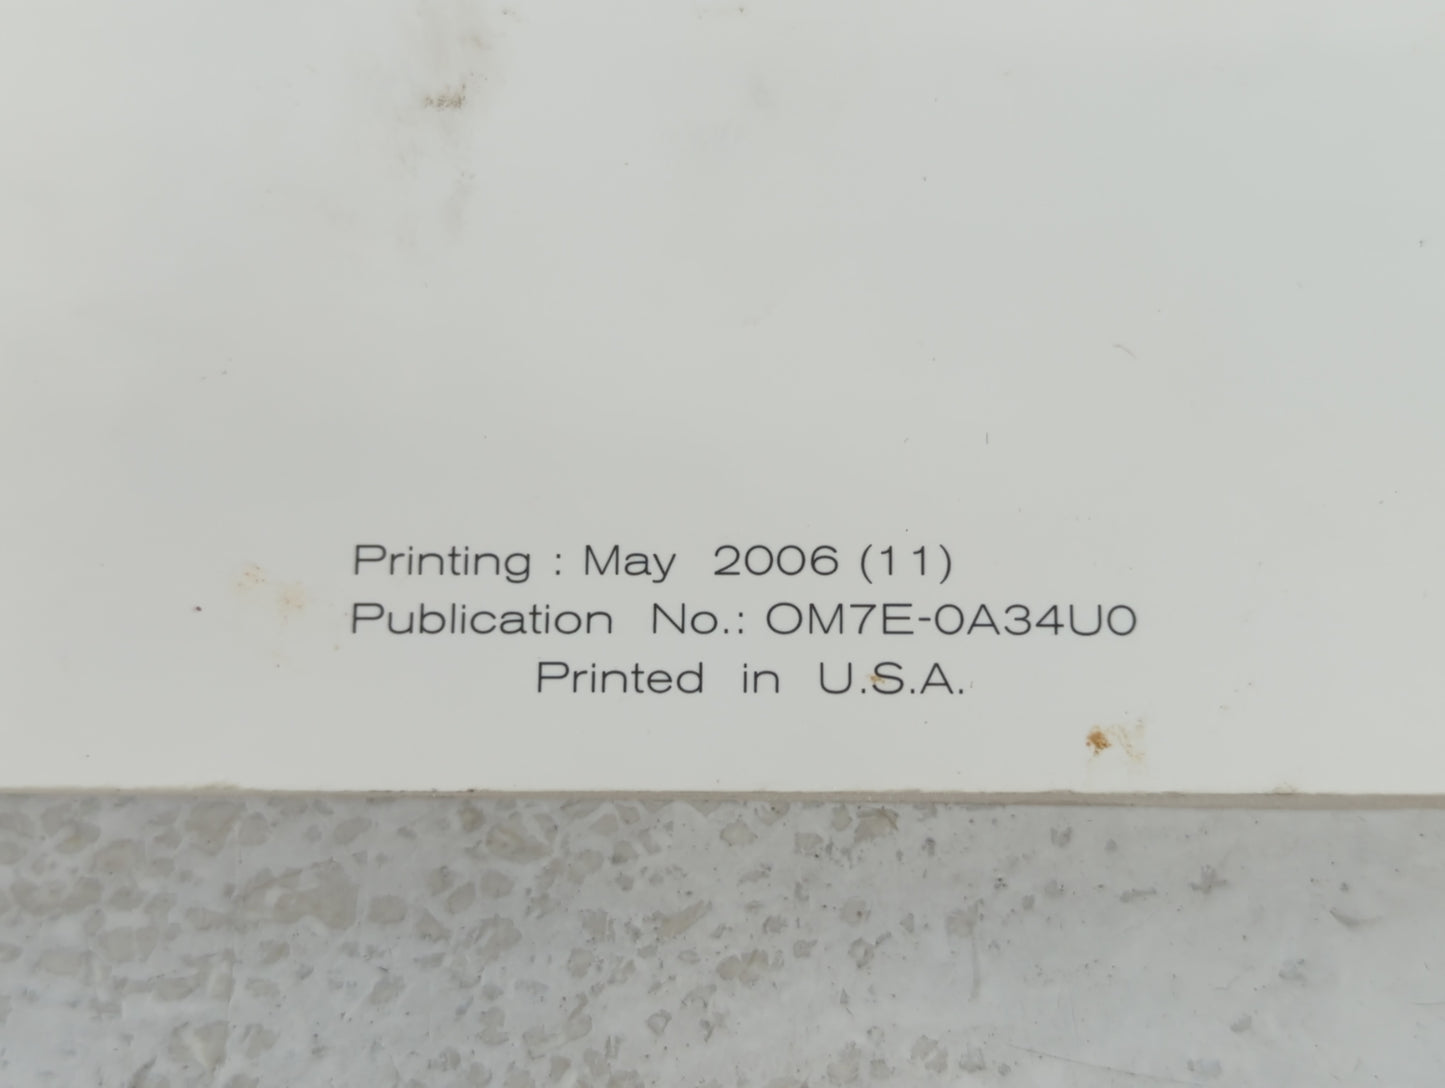 Printing : May 2006 (11)
Publication No.: OM7E-0A34U0
Printed in U.S.A.